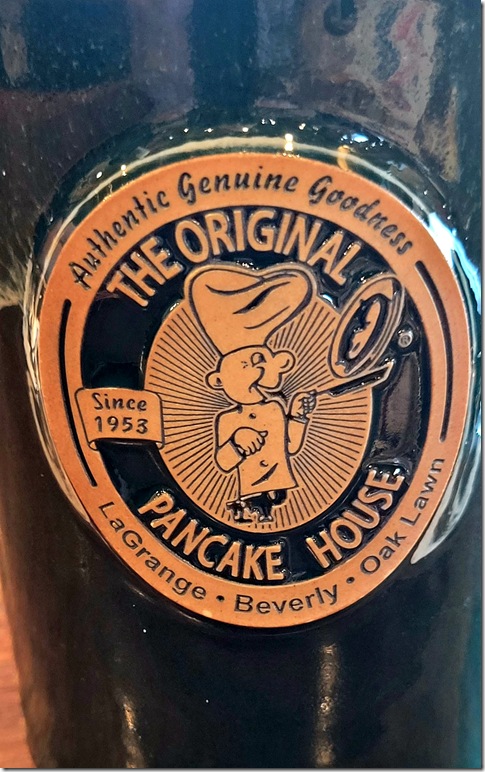 Authentic Genuine Goodness
THE ORIGINAL
®
Since
1953
PANCAKE HOUSE
LaGrange • Beverly • Oak Lawn